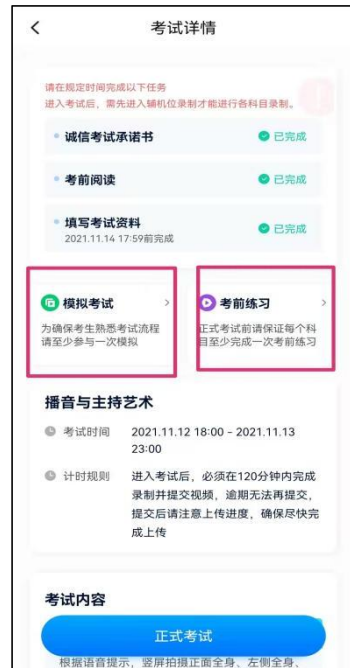 考试详情
请在规定时间完成以下任务
进入考试后，需先进入辅机位录制才能进行各科目录制。
诚信考试承诺书 已完成
考前阅读 已完成
填写考试资料 已完成
2021.11.14 17:59前完成
模拟考试
为确保考生熟悉考试流程
请至少参与一次模拟
考前练习
正式考试前请保证每个科
目至少完成一次考前练习
播音与主持艺术
考试时间 2021.11.12 18:00 - 2021.11.13
23:00
计时规则 进入考试后，必须在120分钟内完成
录制并提交视频，逾期无法再提交，
提交后请注意上传进度，确保尽快完
成上传
考试内容
正式考试
根据语音提示，竖屏拍摄正面全身、左侧全身、